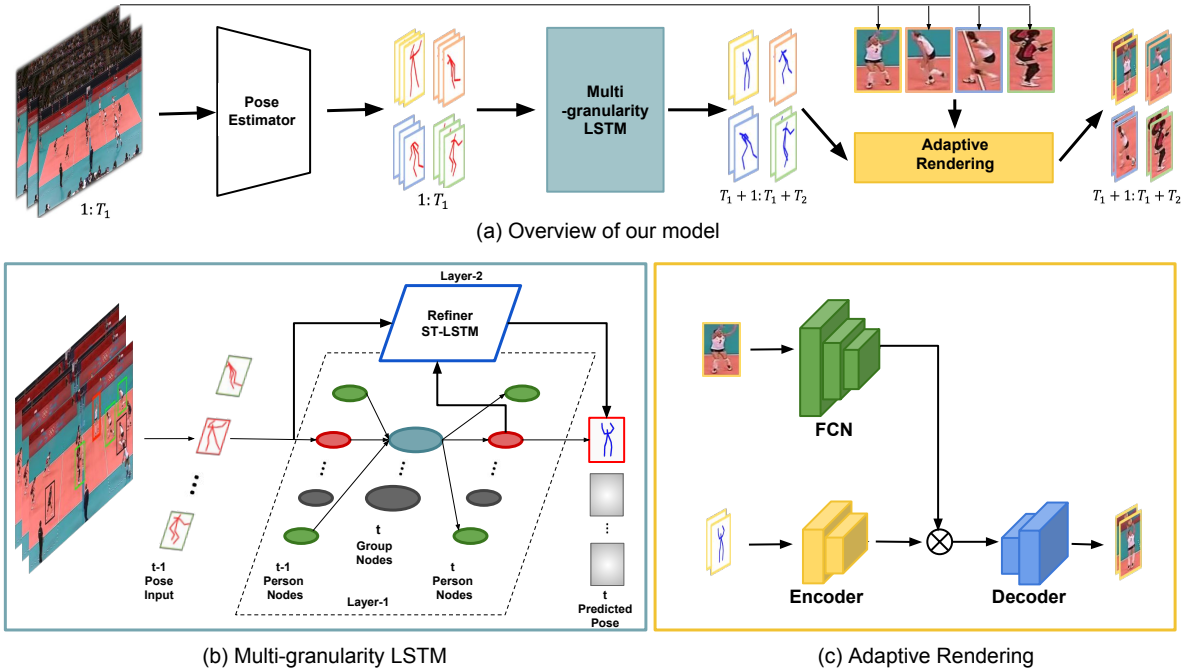 1: T₁
Pose
Estimator
1: T₁
Multi
-granularity
LSTM
T₁ + 1: T₁ + T₂
Adaptive
Rendering
T₁ + 1: T₁ + T₂
(a) Overview of our model
Layer-2
Refiner
ST-LSTM
t-1
Pose
Input
t-1
Person
Nodes
t
Group
Nodes
t
Person
Nodes
Layer-1
t
Predicted
Pose
(b) Multi-granularity LSTM
FCN
Encoder
Decoder
(c) Adaptive Rendering